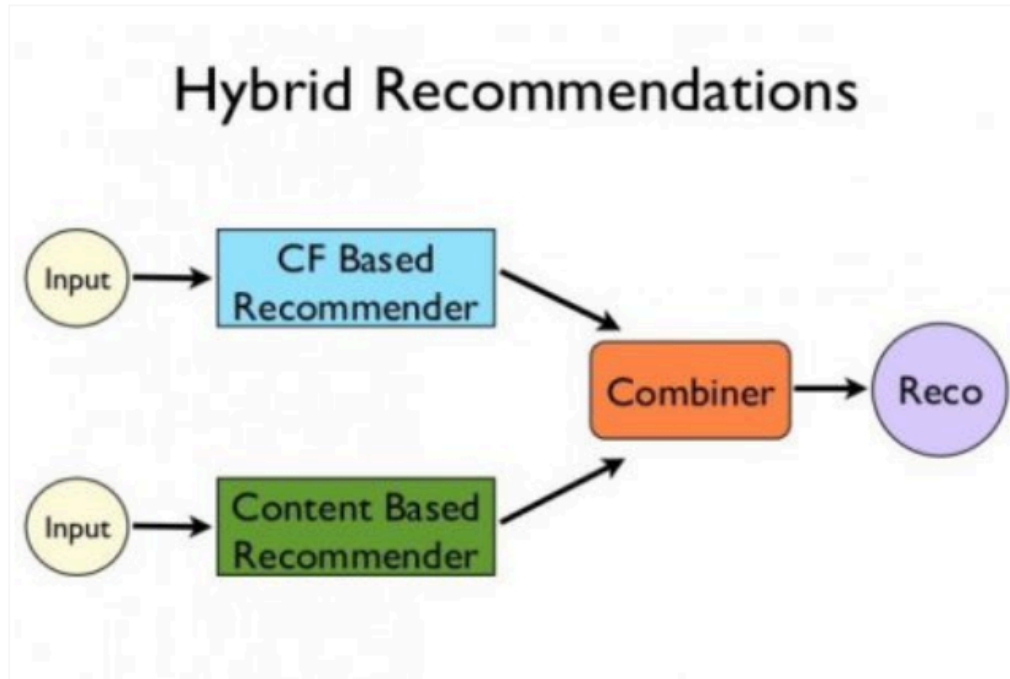 Hybrid Recommendations
Input
CF Based
Recommender
Combiner
Reco
Input
Content Based
Recommender